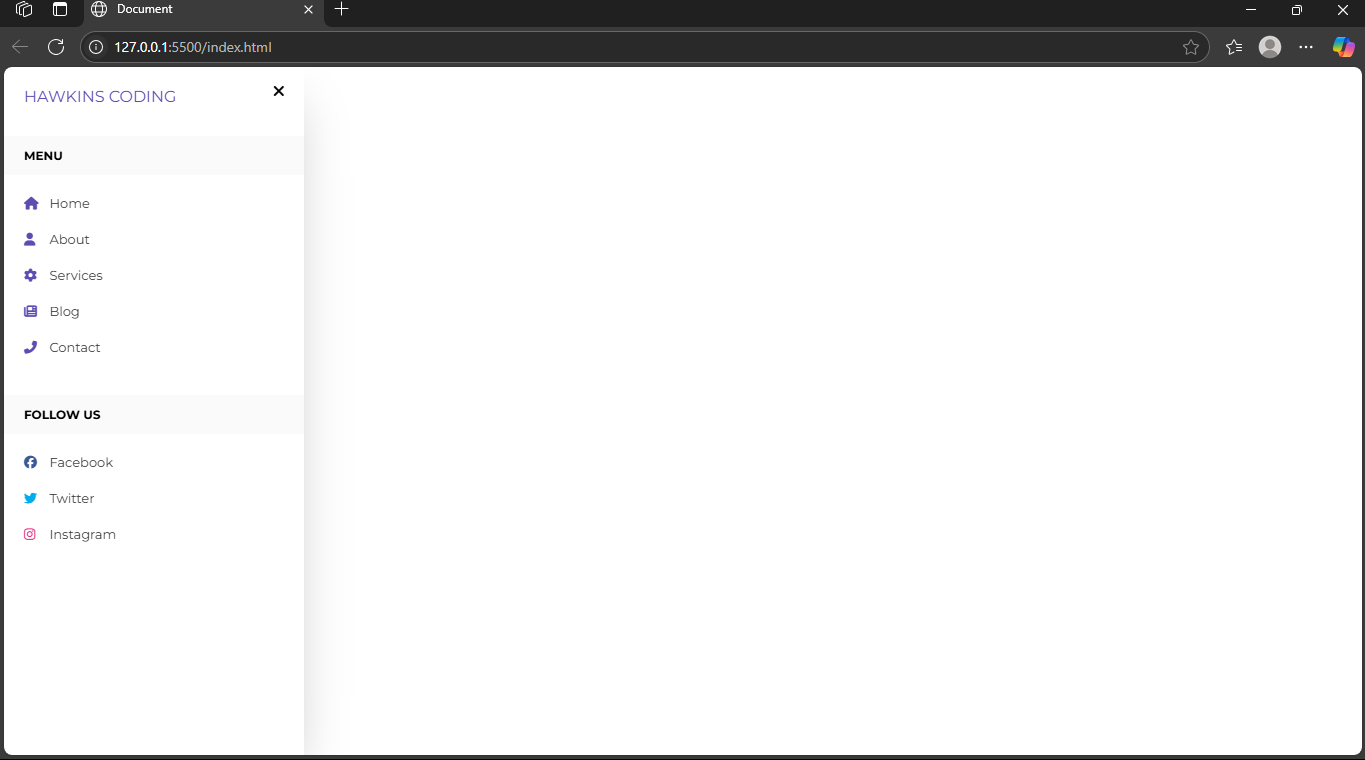 Document
127.0.0.1:5500/index.html
HAWKINS CODING
MENU
Home
About
Services
Blog
Contact
FOLLOW US
Facebook
Twitter
Instagram